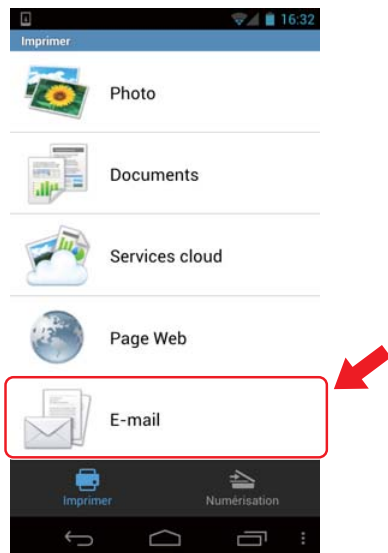 16:32
Imprimer
Photo
Documents
Services cloud
Page Web
E-mail
Imprimer Numérisation